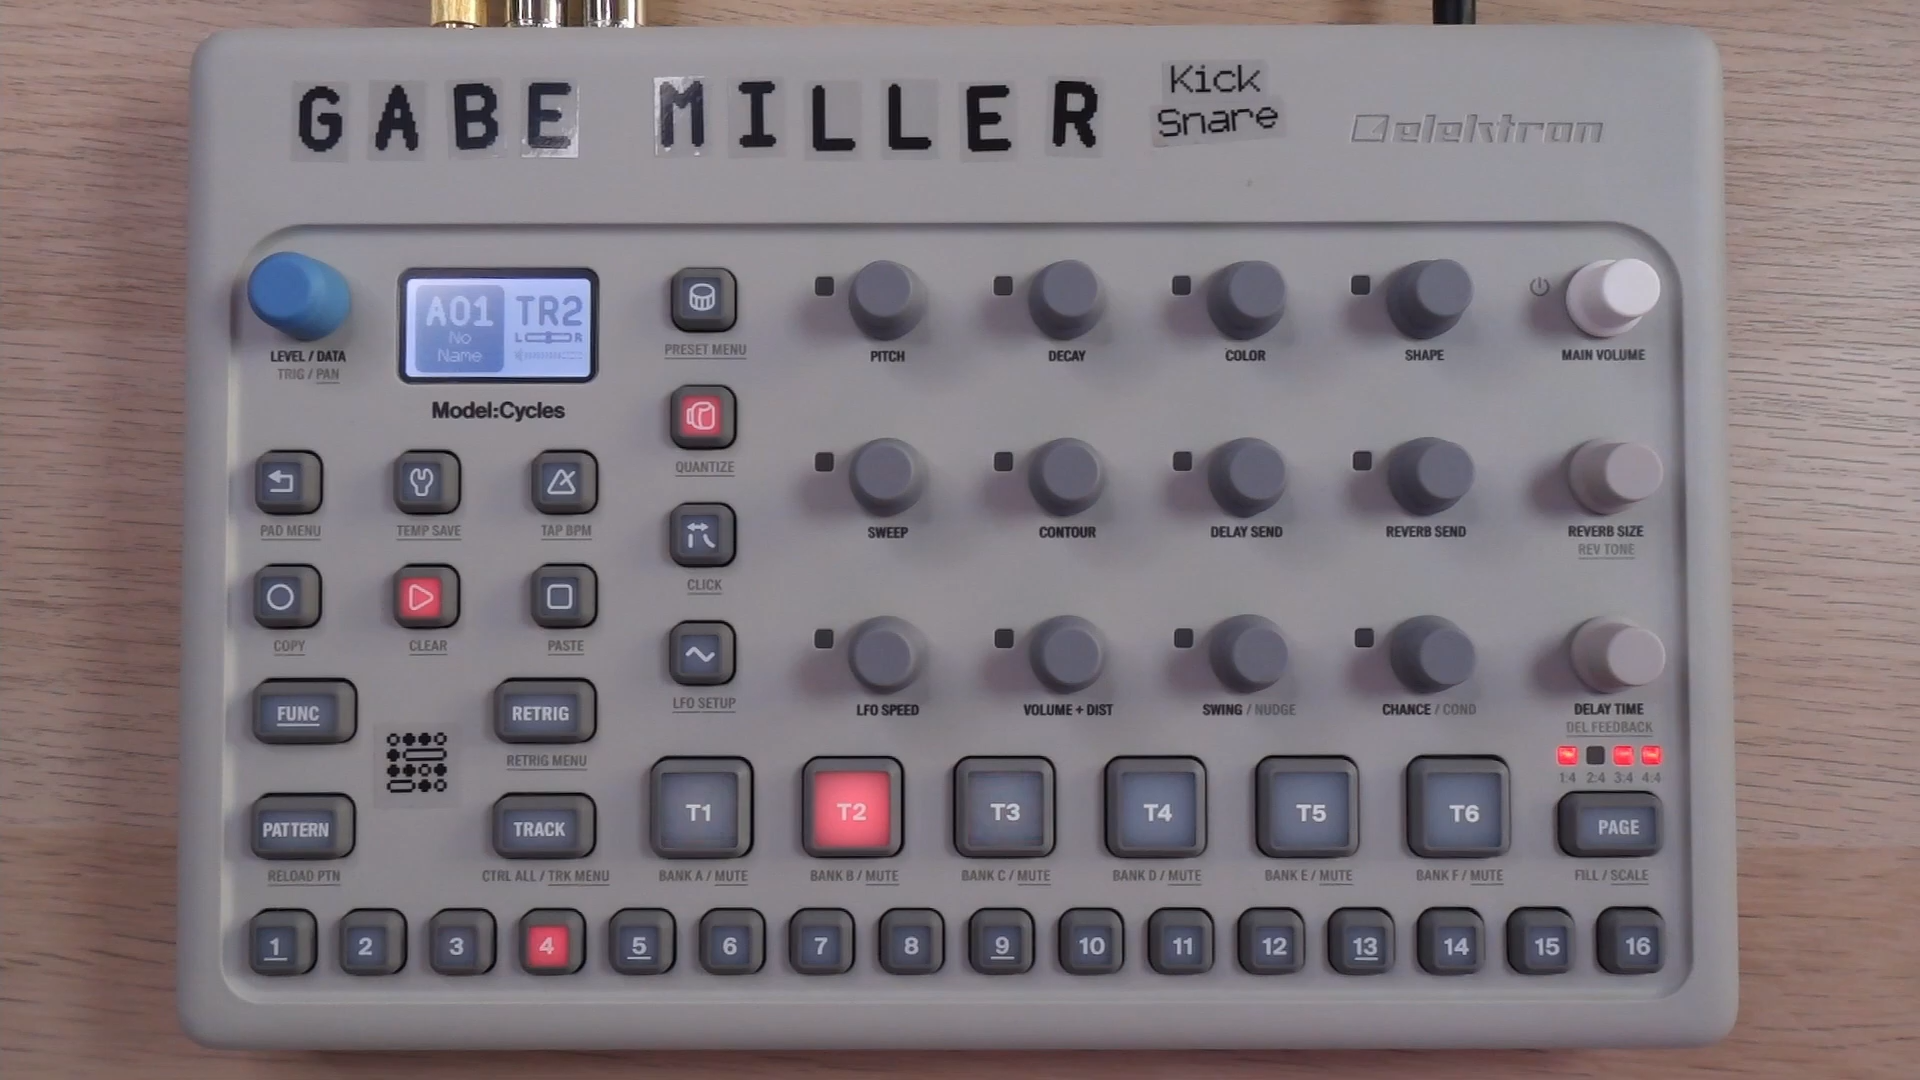 GABE MILLER
Kick
Snare
elektron
A01
No
Name
TR2
L R
LEVEL / DATA
TRIG / PAN
Model:Cycles
PRESET MENU
PITCH
DECAY
COLOR
SHAPE
MAIN VOLUME
QUANTIZE
PAD MENU
TEMP SAVE
TAP BPM
SWEEP
CONTOUR
DELAY SEND
REVERB SEND
REVERB SIZE
REV TONE
CLICK
COPY
CLEAR
PASTE
LFO SETUP
LFO SPEED
VOLUME + DIST
SWING / NUDGE
CHANCE / COND
DELAY TIME
DEL FEEDBACK
FUNC
RETRIG
RETRIG MENU
1:4 2:4 3:4 4:4
PATTERN
TRACK
T1
T2
T3
T4
T5
T6
PAGE
RELOAD PTN
CTRL ALL / TRK MENU
BANK A / MUTE
BANK B / MUTE
BANK C / MUTE
BANK D / MUTE
BANK E / MUTE
BANK F / MUTE
FILL / SCALE
1 2 3 4 5 6 7 8 9 10 11 12 13 14 15 16